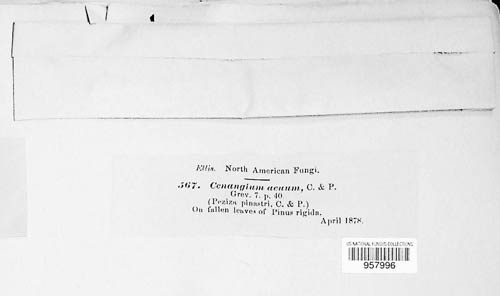 Ellis. North American Fungi.
567. Cenangium acuum, C. & P.
Grev. 7. p. 40.
(Peziza pinastri, C. & P.)
On fallen leaves of Pinus rigida.
April 1878.
US NATIONAL FUNGUS COLLECTIONS
957996